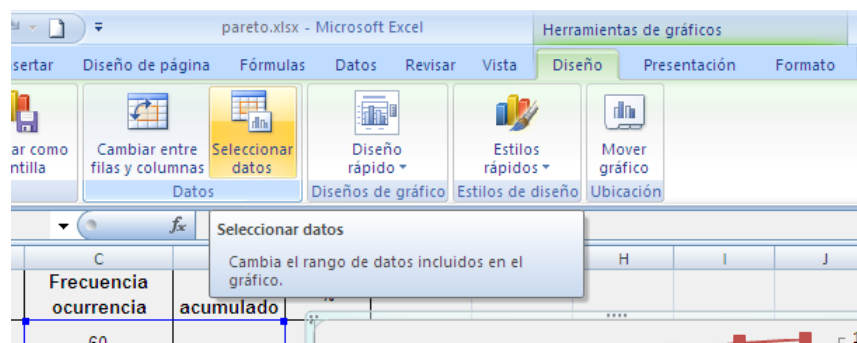 pareto.xlsx - Microsoft Excel
Herramientas de gráficos
sertar Diseño de página Fórmulas Datos Revisar Vista Diseño Presentación Formato
ar como
ntilla
Cambiar entre
filas y columnas
Seleccionar
datos
Diseño
rápido
Estilos
rápidos
Mover
gráfico
Datos
Diseños de gráfico
Estilos de diseño
Ubicación
fx
Seleccionar datos
Cambia el rango de datos incluidos en el
gráfico.
C H I J
Frecuencia
ocurrencia
acumulado